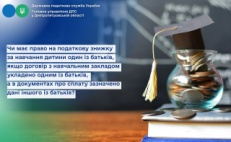 Державна податкова служба України
Головне управління ДПС
у Дніпропетровській області
Чи має право на податкову знижку
за навчання дитини один із батьків,
якщо договір з навчальним закладом
укладено одним із батьків,
а в документах про сплату зазначено
дані іншого із батьків?